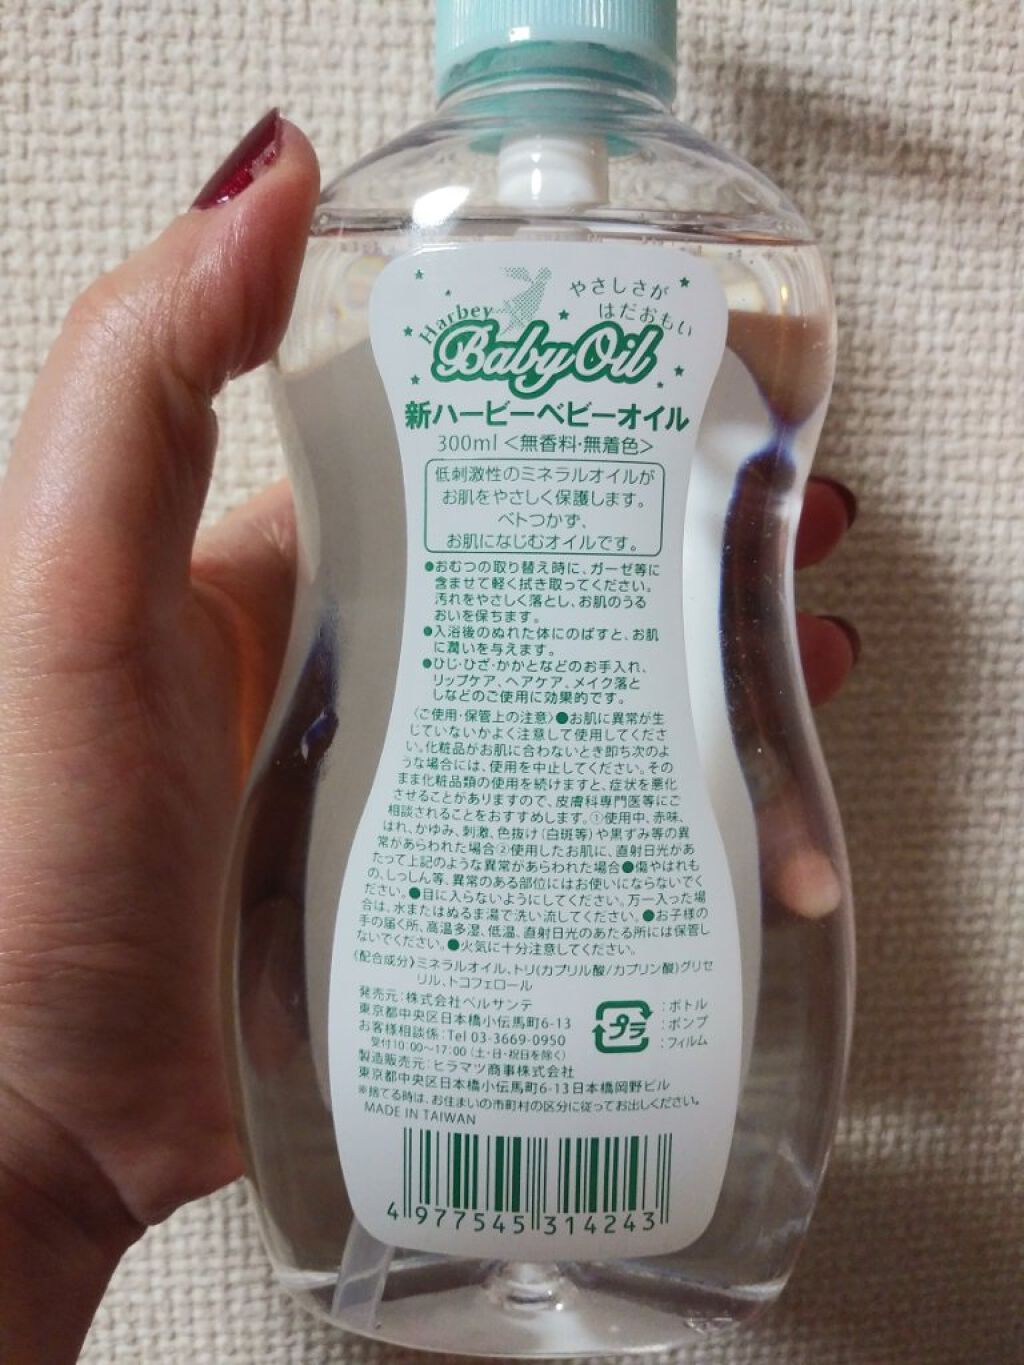 やさしさが
はだおもい
Harbey
Baby Oil
新ハービーベビーオイル
300ml <無香料・無着色>
低刺激性のミネラルオイルが
お肌をやさしく保護します。
ベトつかず、
お肌になじむオイルです。
●おむつの取り替え時に、ガーゼ等に
含ませて軽く拭き取ってください。
汚れをやさしく落とし、お肌のうる
おいを保ちます。
●入浴後のぬれた体にのばすと、お肌
に潤いを与えます。
●ひじ・ひざ・かかとなどのお手入れ、
リップケア、ヘアケア、メイク落と
しなどのご使用に効果的です。
〈ご使用・保管上の注意〉●お肌に異常が生
じていないかよく注意して使用してくださ
い。化粧品がお肌に合わないとき即ち次のよ
うな場合には、使用を中止してください。その
まま化粧品類の使用を続けますと、症状を悪化
させることがありますので、皮膚科専門医等にご
相談されることをおすすめします。①使用中、赤味、
はれ、かゆみ、刺激、色抜け(白斑等)や黒ずみ等の異
常があらわれた場合②使用したお肌に、直射日光があ
たって上記のような異常があらわれた場合●傷やはれも
の、しっしん等、異常のある部位にはお使いにならないでく
ださい。●目に入らないようにしてください。万一入った場
合は、水またはぬるま湯で洗い流してください。●お子様の
手の届く所、高温多湿、低温、直射日光のあたる所には保管し
ないでください。●火気に十分注意してください。
〈配合成分〉ミネラルオイル、トリ(カプリル酸/カプリン酸)グリセ
リル、トコフェロール
発売元:株式会社ベルサンテ
東京都中央区日本橋小伝馬町6-13
お客様相談係:Tel 03-3669-0950
受付10:00〜17:00 (土・日・祝日を除く)
製造販売元:ヒラマツ商事株式会社
東京都中央区日本橋小伝馬町6-13日本橋岡野ビル
プラ
:ボトル
:ポンプ
:フィルム
※捨てる時は、お住まいの市町村の区分に従ってお出しください。
MADE IN TAIWAN
4 977545 314243